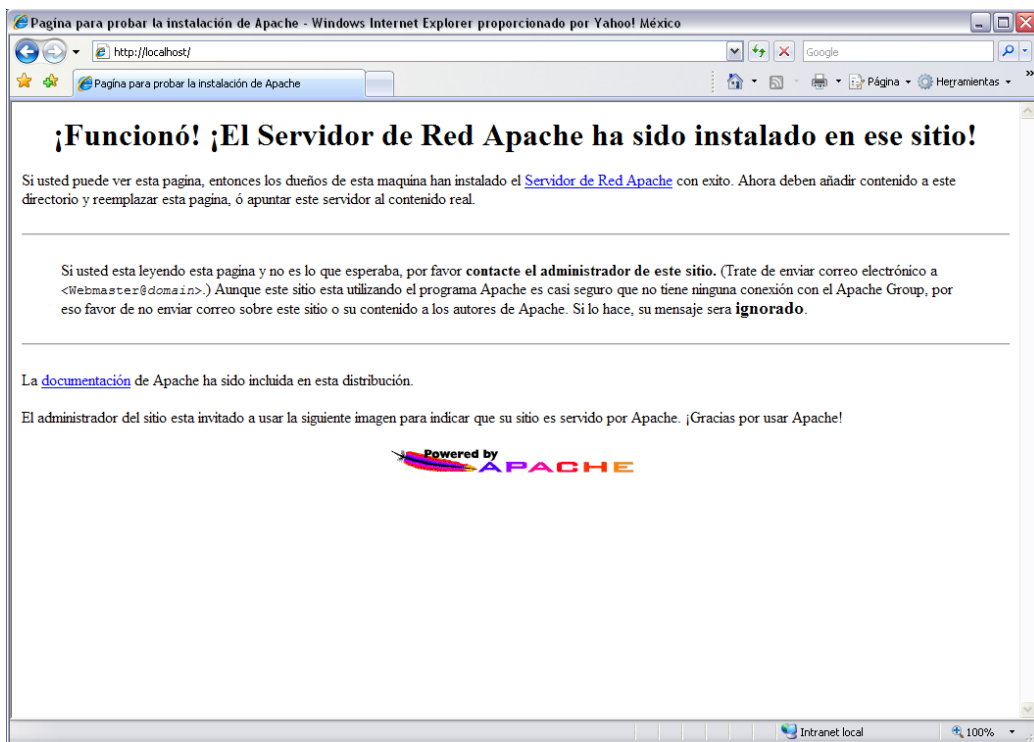 Pagina para probar la instalación de Apache - Windows Internet Explorer proporcionado por Yahoo! México
http://localhost/
Google
Pagína para probar la instalación de Apache
Página
Herramientas
»
¡Funcionó! ¡El Servidor de Red Apache ha sido instalado en ese sitio!
Si usted puede ver esta pagina, entonces los dueños de esta maquina han instalado el Servidor de Red Apache con exito. Ahora deben añadir contenido a este
directorio y reemplazar esta pagina, ó apuntar este servidor al contenido real.
Si usted esta leyendo esta pagina y no es lo que esperaba, por favor contacte el administrador de este sitio. (Trate de enviar correo electrónico a
<Webmaster@domain>.) Aunque este sitio esta utilizando el programa Apache es casi seguro que no tiene ninguna conexión con el Apache Group, por
eso favor de no enviar correo sobre este sitio o su contenido a los autores de Apache. Si lo hace, su mensaje sera ignorado.
La documentación de Apache ha sido incluida en esta distribución.
El administrador del sitio esta invitado a usar la siguiente imagen para indicar que su sitio es servido por Apache. ¡Gracias por usar Apache!
Powered by
APACHE
Intranet local
100%